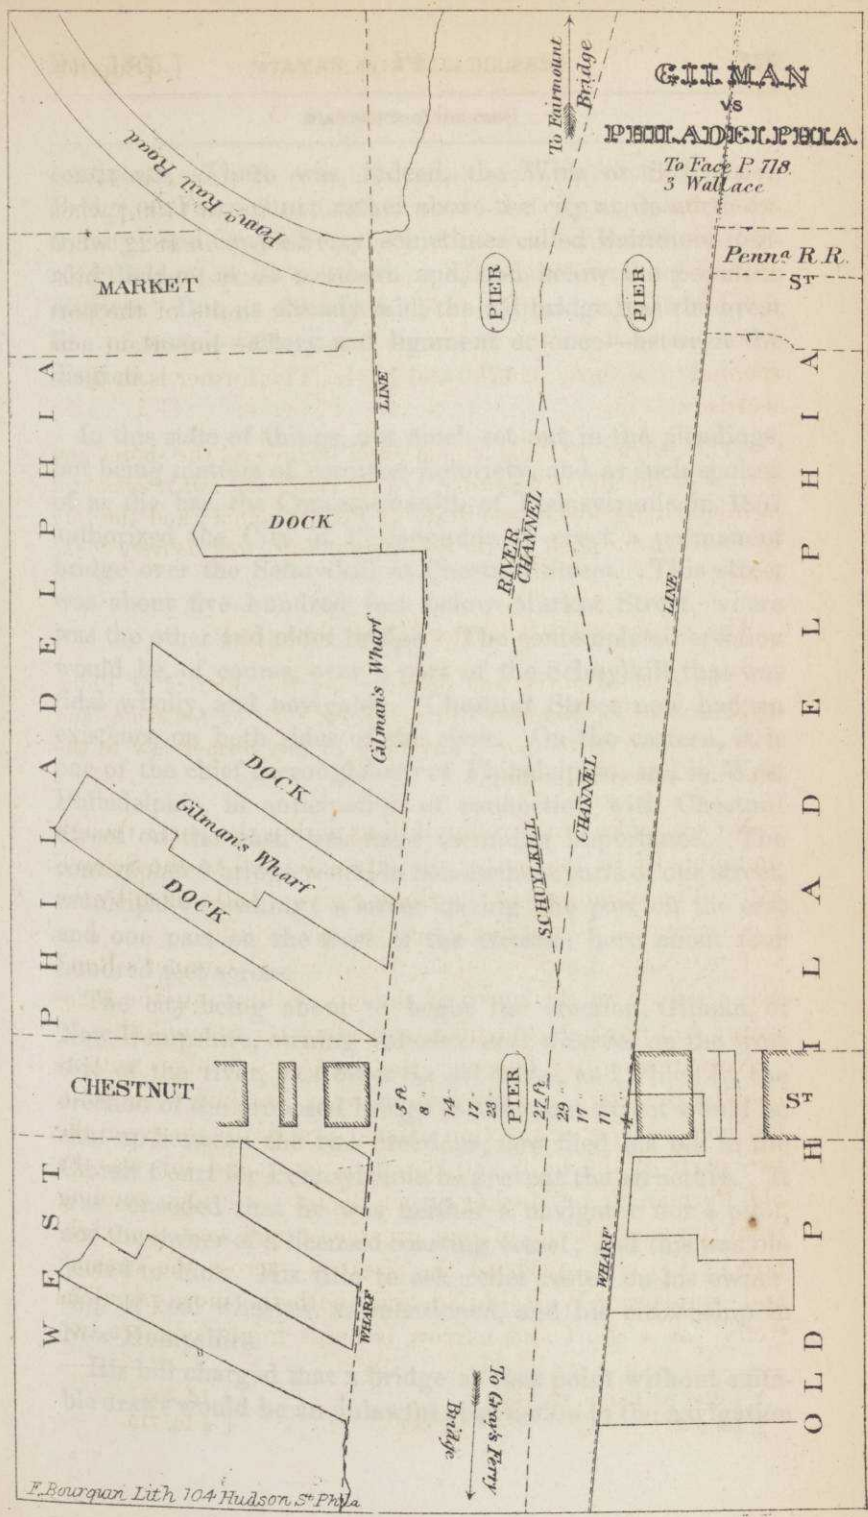 GILMAN
VS
PHILADELPHIA.
To Face P. 718.
3 Wallace
To Fairmount
Bridge
Penna Rail Road
MARKET
PIER
PIER
Penna R.R.
ST
LINE
DOCK
RIVER
CHANNEL
LINE
Gilman's Wharf
DOCK
Gilman's Wharf
DOCK
SCHUYLKILL
CHANNEL
WEST PHILADELPHIA
OLD PHILADELPHIA
CHESTNUT
5 ft.
8 "
14 "
17 "
23 "
PIER
27 ft.
29 "
17 "
11 "
ST
WHARF
WHARF
To Gray's Ferry
Bridge
F. Bourquin Lith 104 Hudson St. Phila